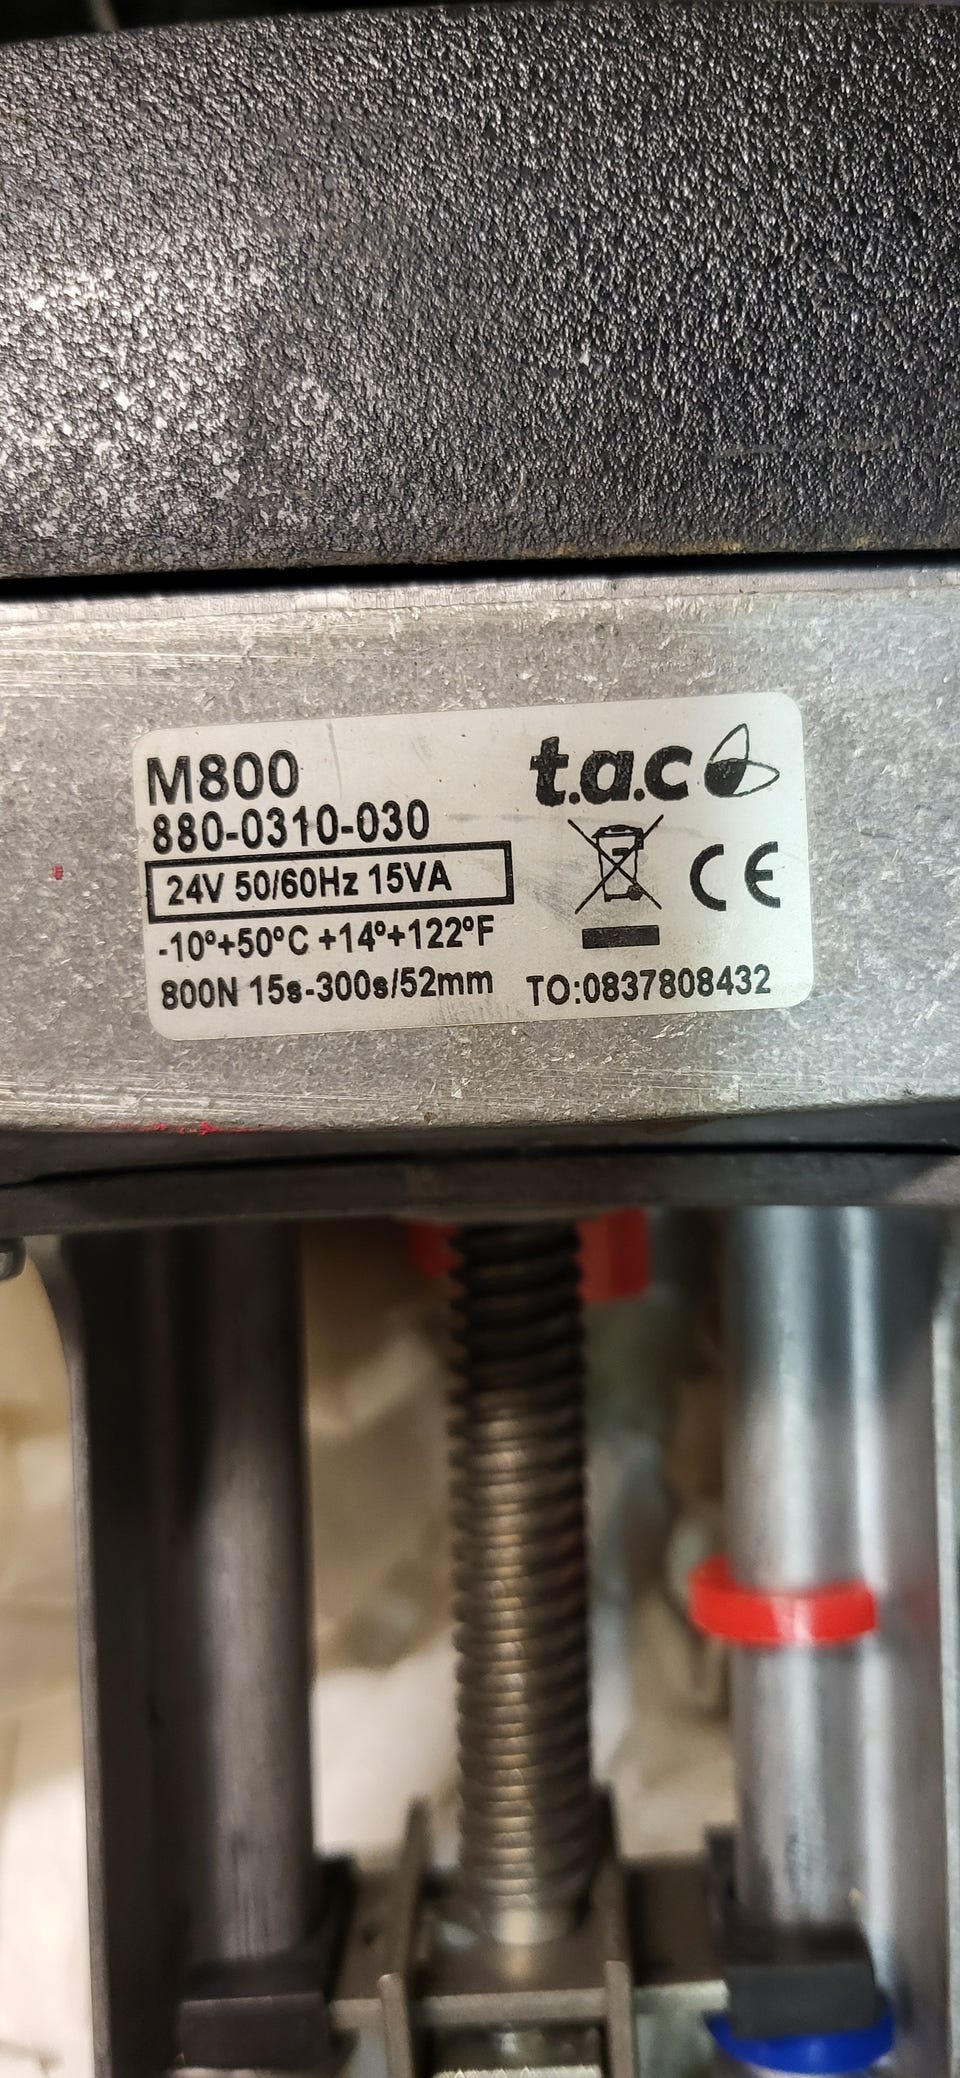 M800
t.a.c
880-0310-030
24V 50/60Hz 15VA
CE
-10°+50°C +14°+122°F
800N 15s-300s/52mm
TO:0837808432